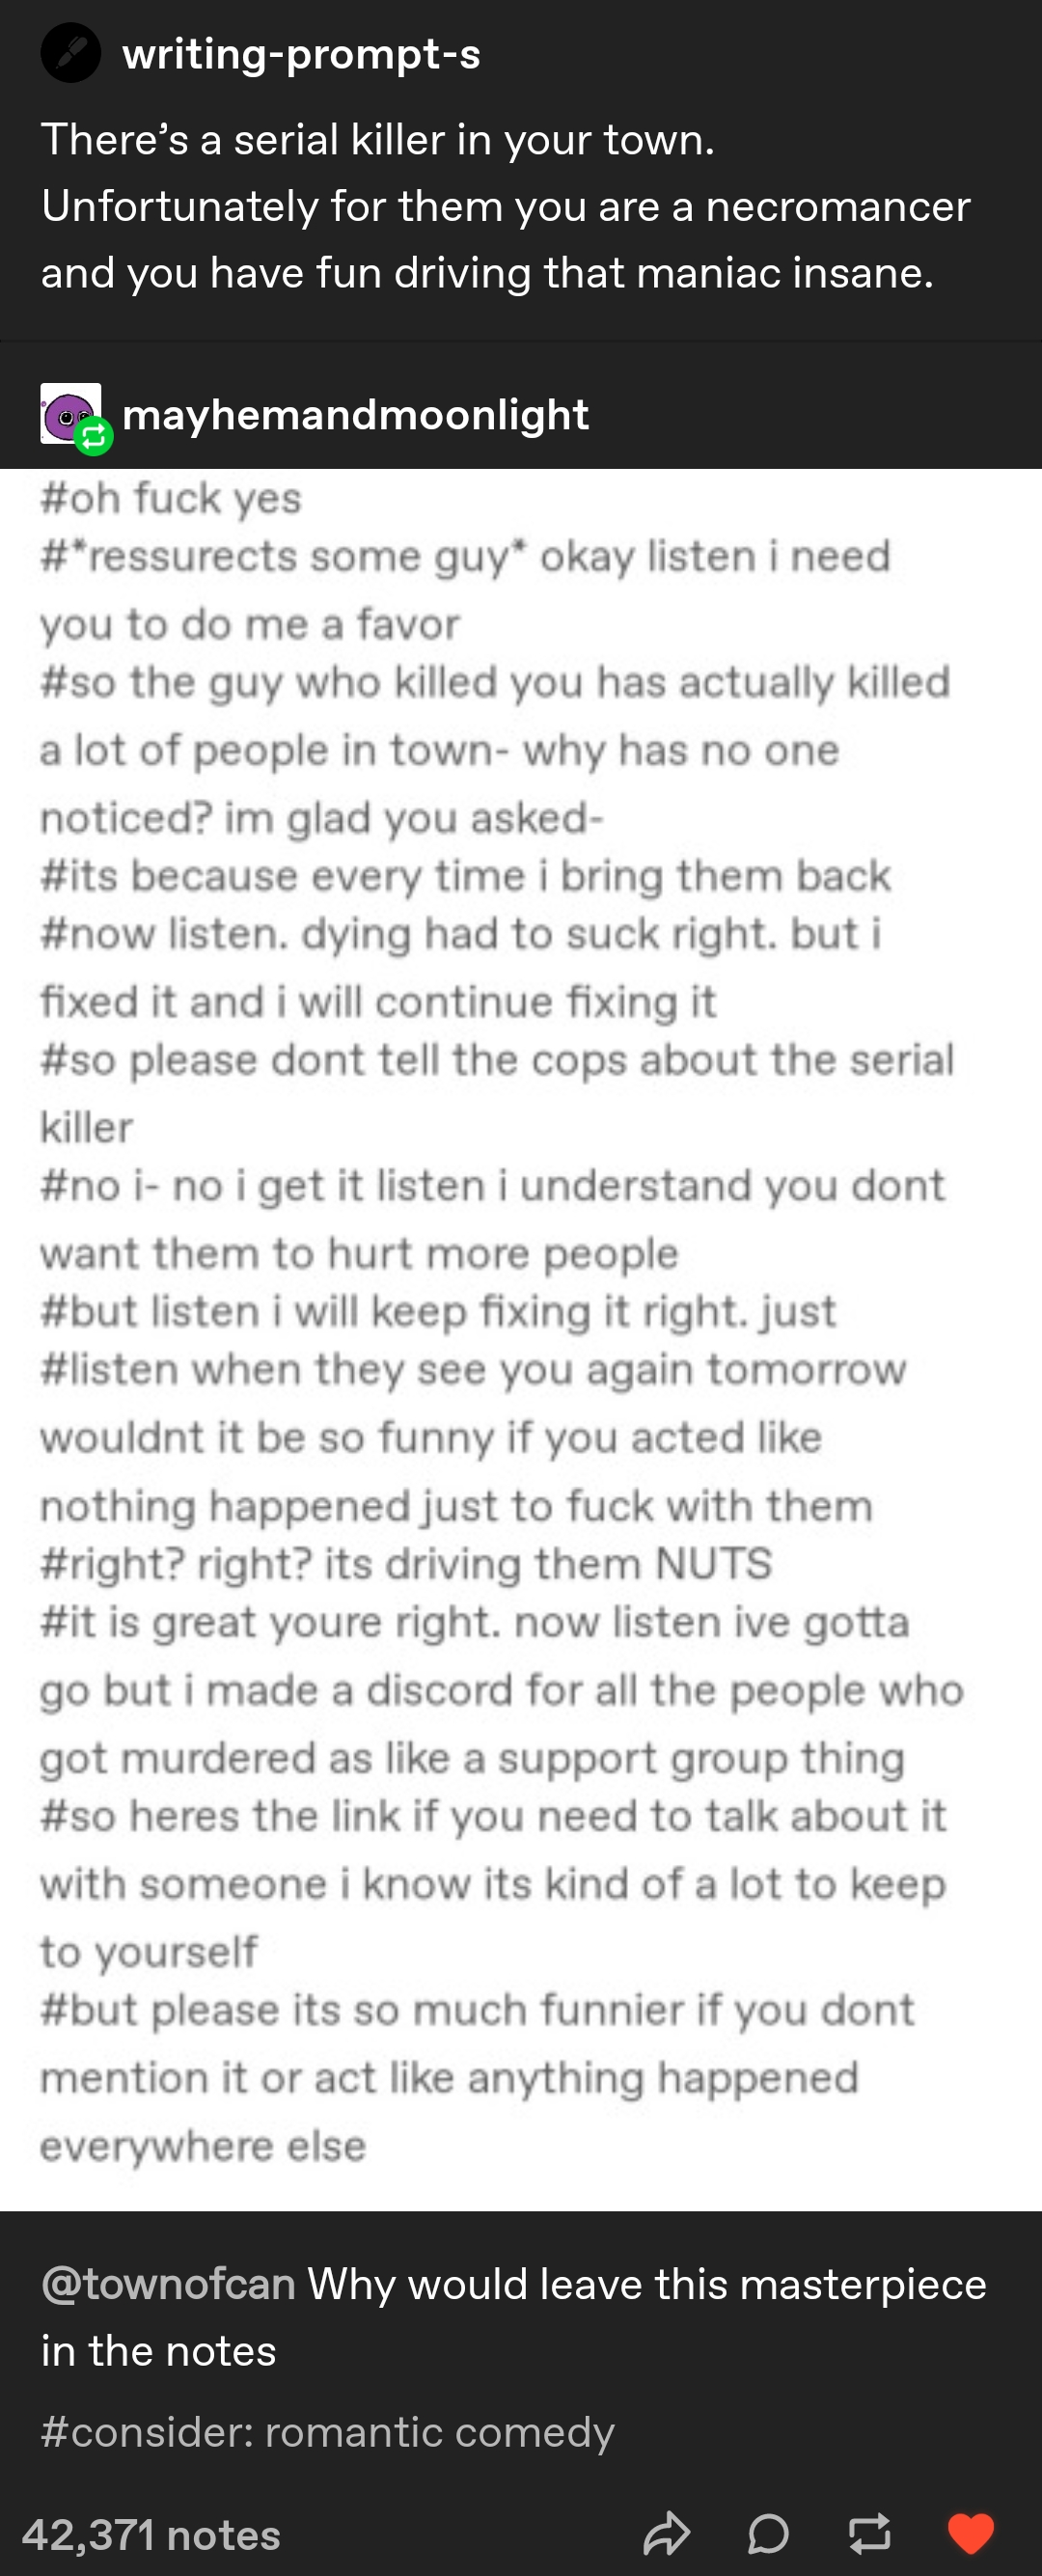 writing-prompt-s
There's a serial killer in your town.
Unfortunately for them you are a necromancer
and you have fun driving that maniac insane.
mayhemandmoonlight
#oh fuck yes
#*ressurects some guy* okay listen i need
you to do me a favor
#so the guy who killed you has actually killed
a lot of people in town- why has no one
noticed? im glad you asked-
#its because every time i bring them back
#now listen. dying had to suck right. but i
fixed it and i will continue fixing it
#so please dont tell the cops about the serial
killer
#no i- no i get it listen i understand you dont
want them to hurt more people
#but listen i will keep fixing it right. just
#listen when they see you again tomorrow
wouldnt it be so funny if you acted like
nothing happened just to fuck with them
#right? right? its driving them NUTS
#it is great youre right. now listen ive gotta
go but i made a discord for all the people who
got murdered as like a support group thing
#so heres the link if you need to talk about it
with someone i know its kind of a lot to keep
to yourself
#but please its so much funnier if you dont
mention it or act like anything happened
everywhere else
@townofcan Why would leave this masterpiece
in the notes
#consider: romantic comedy
42,371 notes